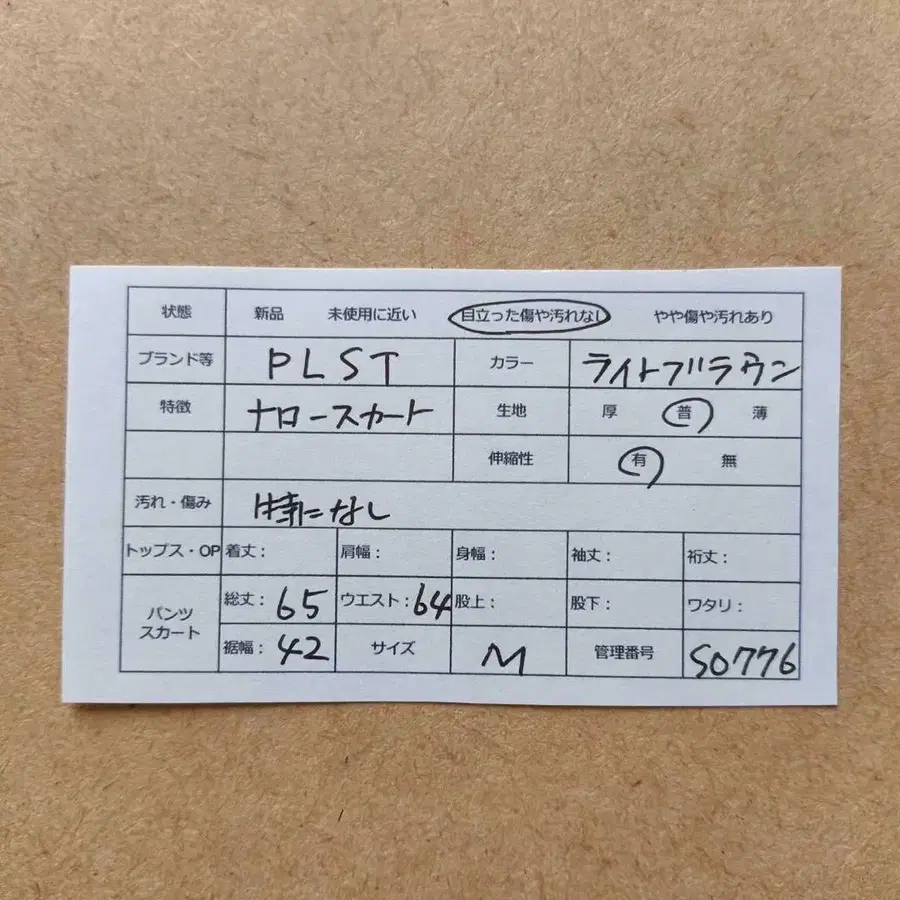 状態 新品 未使用に近い 目立った傷や汚れなし やや傷や汚れあり
ブランド等 PLST カラー ライトブラウン
特徴 ナロースカート 生地 厚 普 薄
伸縮性 有 無
汚れ・傷み 特になし
トップス・OP 着丈: 肩幅: 身幅: 袖丈: 裄丈:
パンツ スカート 総丈: 65 ウエスト: 64 股上: 股下: ワタリ:
裾幅: 42 サイズ M 管理番号 S0776